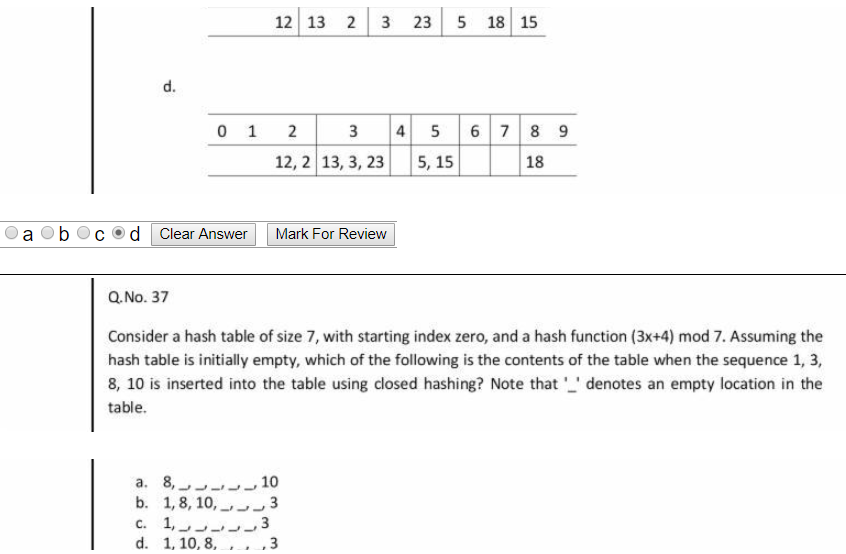 12 13 2 3 23 5 18 15
d.
0 1 2 3 4 5 6 7 8 9
12, 2 13, 3, 23 5, 15 18
a b c d Clear Answer Mark For Review
Q.No. 37
Consider a hash table of size 7, with starting index zero, and a hash function (3x+4) mod 7. Assuming the
hash table is initially empty, which of the following is the contents of the table when the sequence 1, 3,
8, 10 is inserted into the table using closed hashing? Note that '_' denotes an empty location in the
table.
a. 8, _, _, _, _, _, 10
b. 1, 8, 10, _, _, _, 3
c. 1, _, _, _, _, _, 3
d. 1, 10, 8, _, _, _, 3